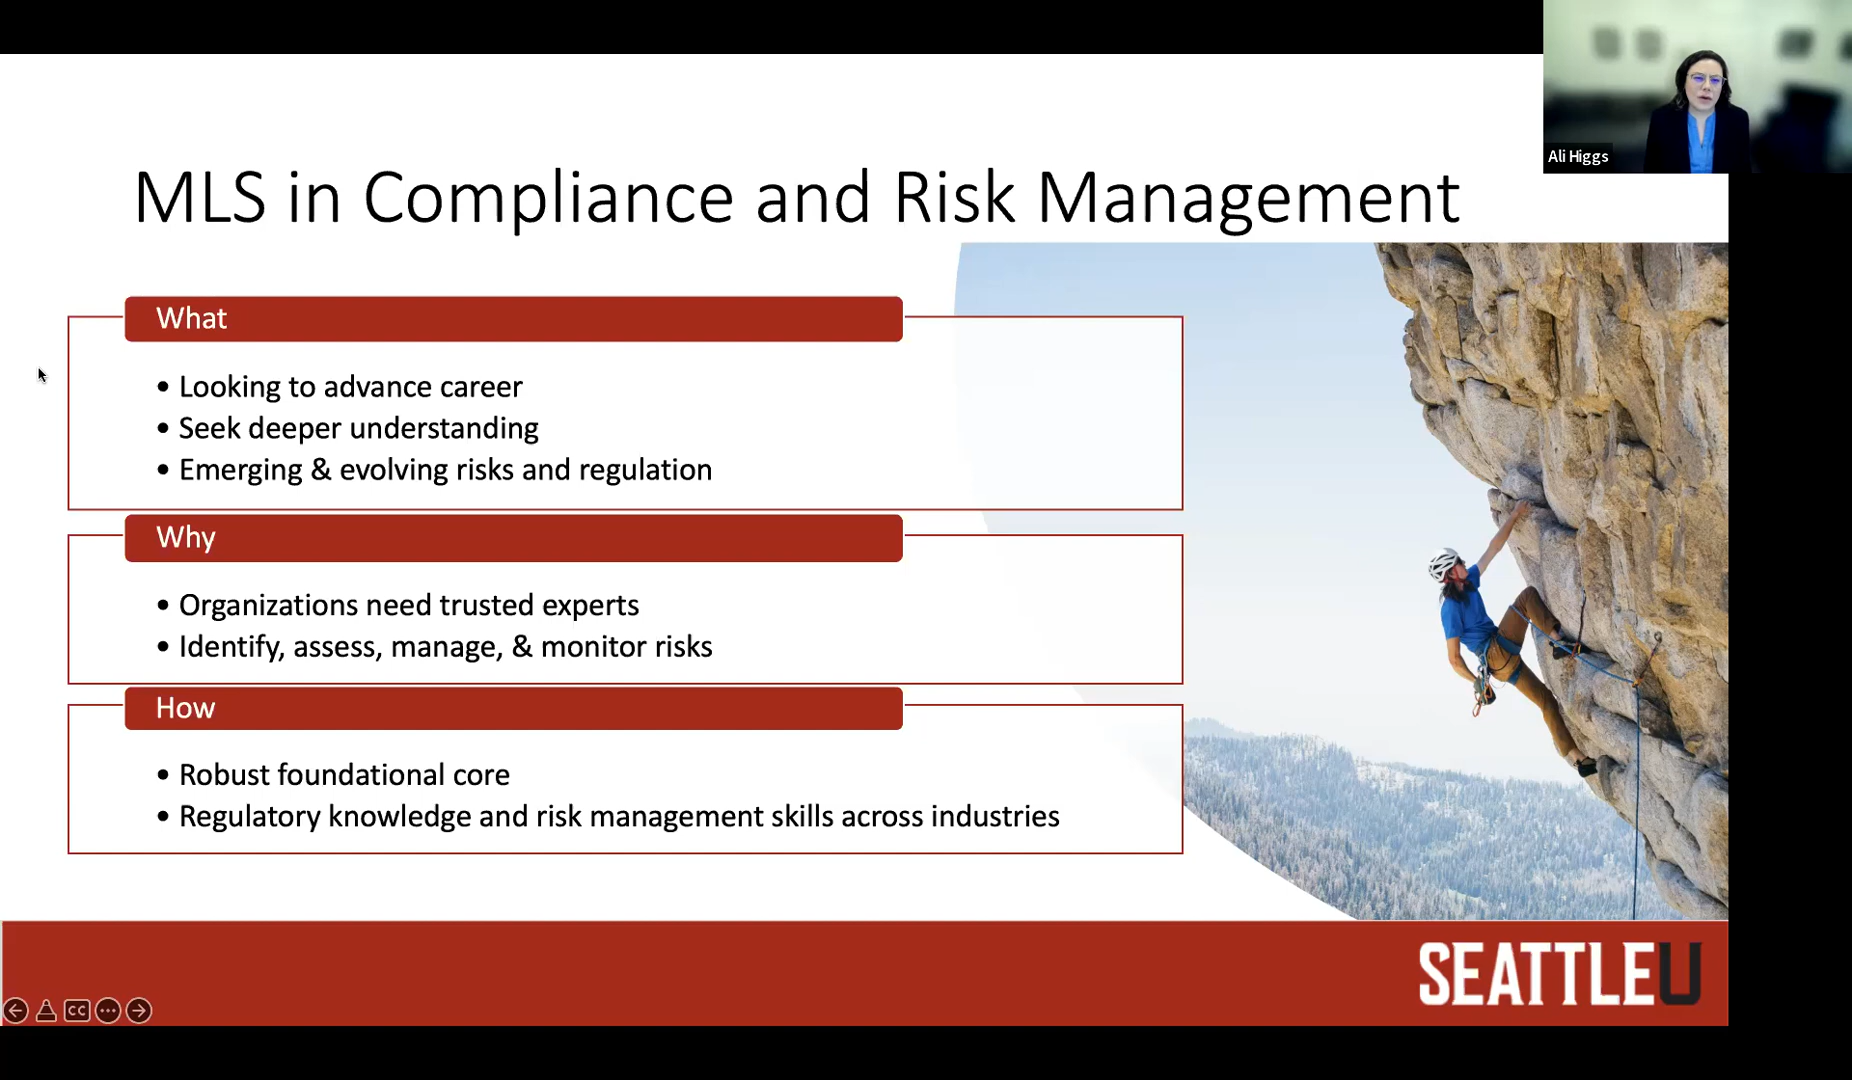 Ali Higgs
MLS in Compliance and Risk Management
What
• Looking to advance career
• Seek deeper understanding
• Emerging & evolving risks and regulation
Why
• Organizations need trusted experts
• Identify, assess, manage, & monitor risks
How
• Robust foundational core
• Regulatory knowledge and risk management skills across industries
SEATTLEU
CC